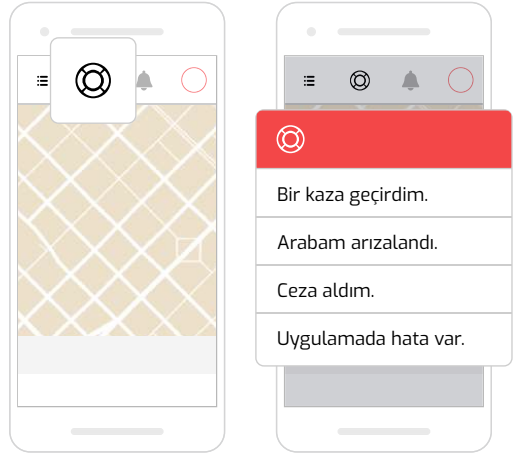 Bir kaza geçirdim.
Arabam arızalandı.
Ceza aldım.
Uygulamada hata var.